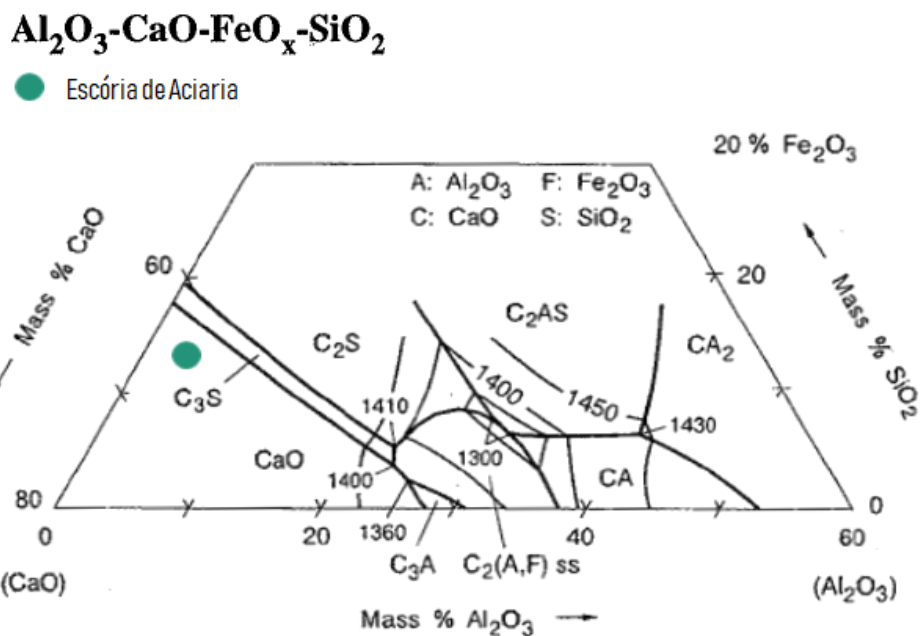 Al₂O₃-CaO-FeOₓ-SiO₂
Escória de Aciaria
20 % Fe₂O₃
A: Al₂O₃ F: Fe₂O₃
C: CaO S: SiO₂
Mass % CaO
60
20
Mass % SiO₂
C₂S
C₂AS
CA₂
C₃S
1400
1450
1410
1430
CaO
1300
1400
CA
80
0
0
20
1360
40
60
C₃A
C₂(A,F) ss
(CaO)
(Al₂O₃)
Mass % Al₂O₃